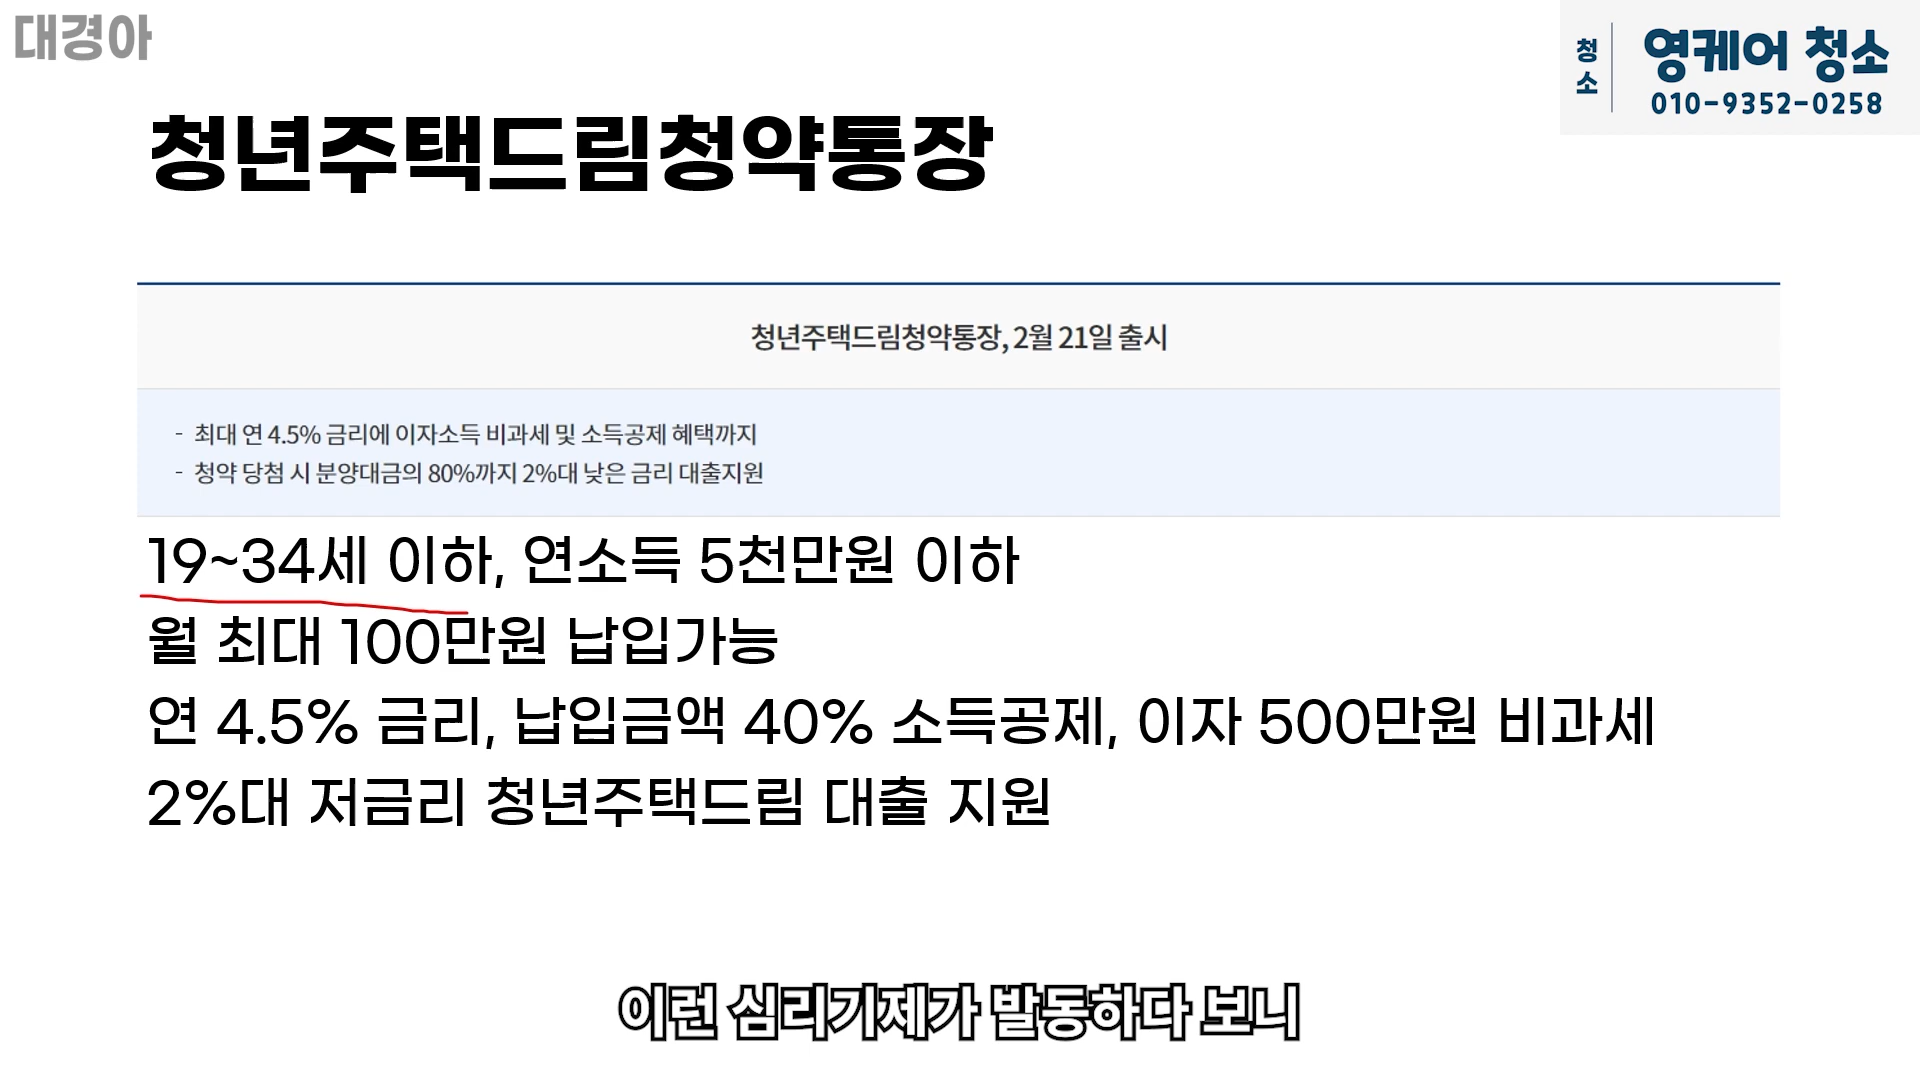 대경아
청소
영케어 청소
010-9352-0258
청년주택드림청약통장
청년주택드림청약통장, 2월 21일 출시
- 최대 연 4.5% 금리에 이자소득 비과세 및 소득공제 혜택까지
- 청약 당첨 시 분양대금의 80%까지 2%대 낮은 금리 대출지원
19~34세 이하, 연소득 5천만원 이하
월 최대 100만원 납입가능
연 4.5% 금리, 납입금액 40% 소득공제, 이자 500만원 비과세
2%대 저금리 청년주택드림 대출 지원
이런 심리기제가 발동하다 보니